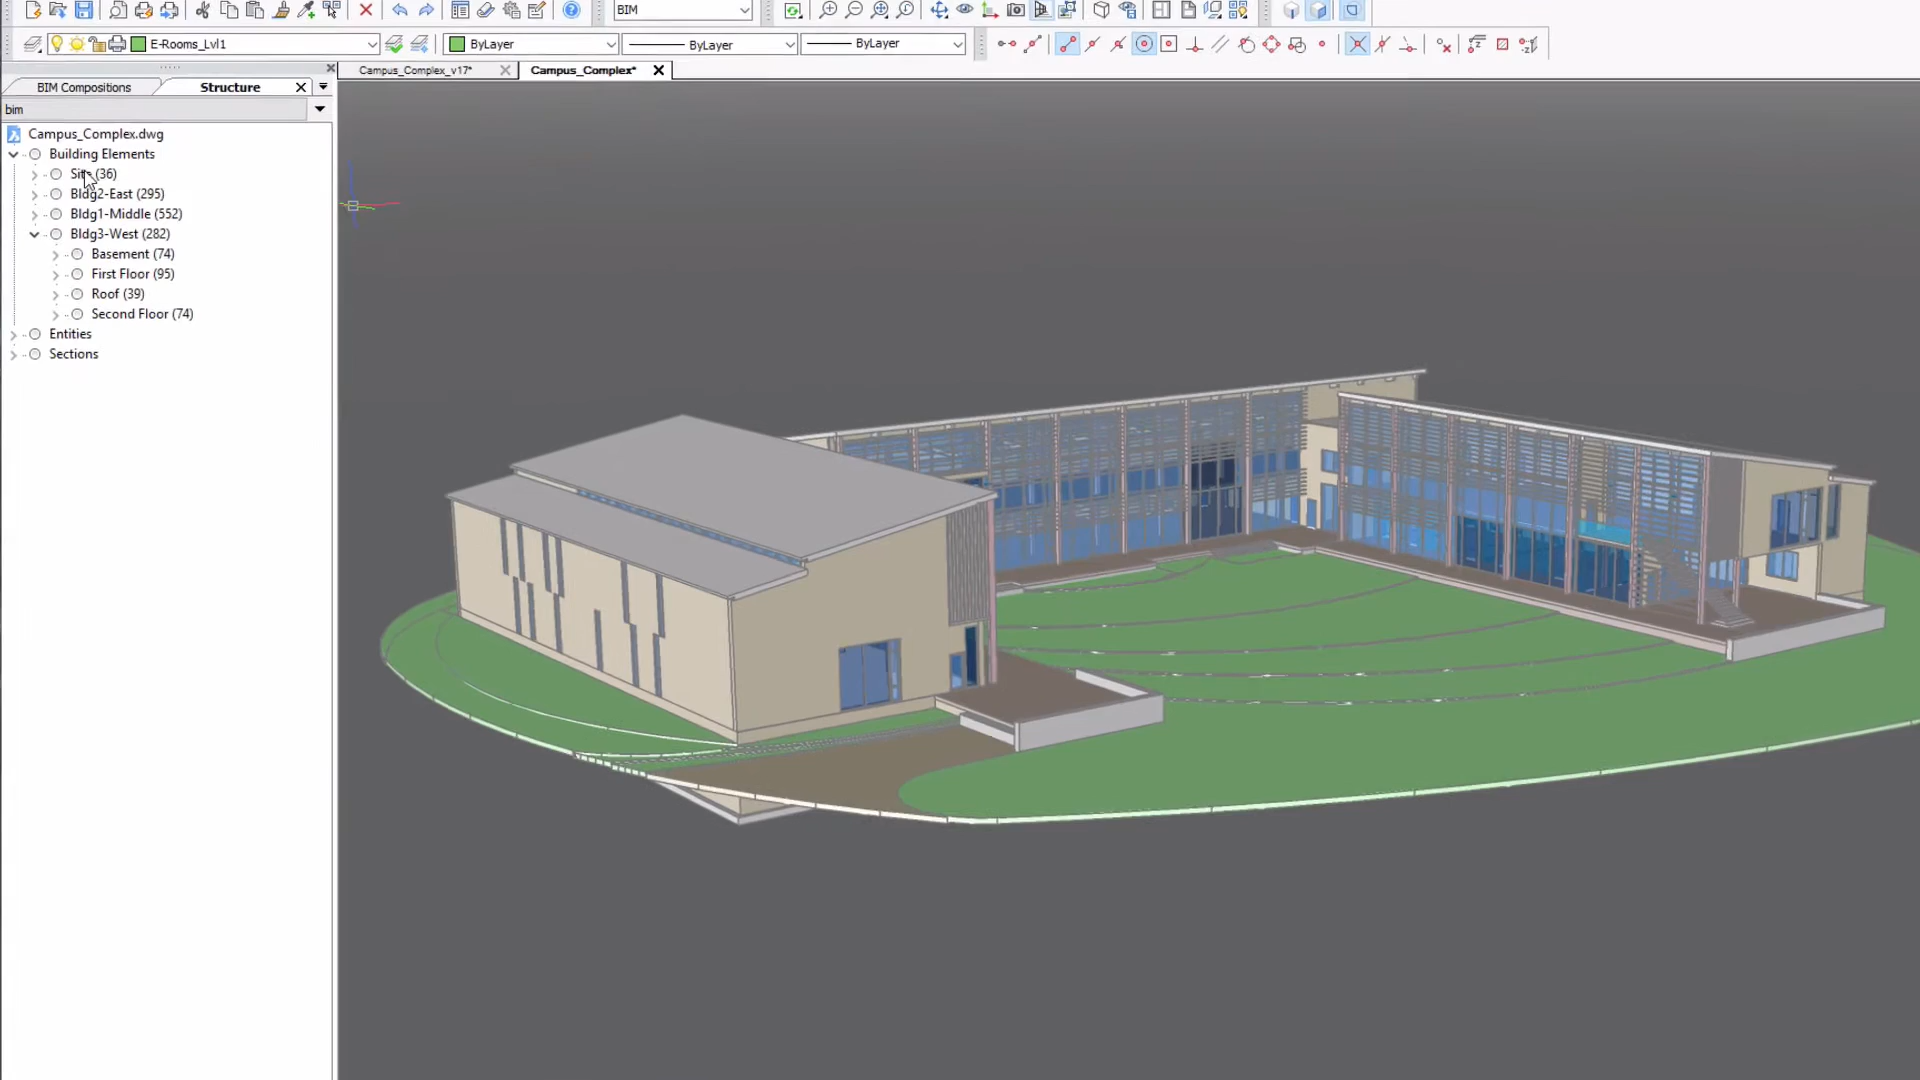 BIM
E-Rooms_Lvl1
ByLayer
ByLayer
ByLayer
Campus_Complex_v17*
Campus_Complex*
BIM Compositions
Structure
bim
Campus_Complex.dwg
Building Elements
Site (36)
Bldg2-East (295)
Bldg1-Middle (552)
Bldg3-West (282)
Basement (74)
First Floor (95)
Roof (39)
Second Floor (74)
Entities
Sections